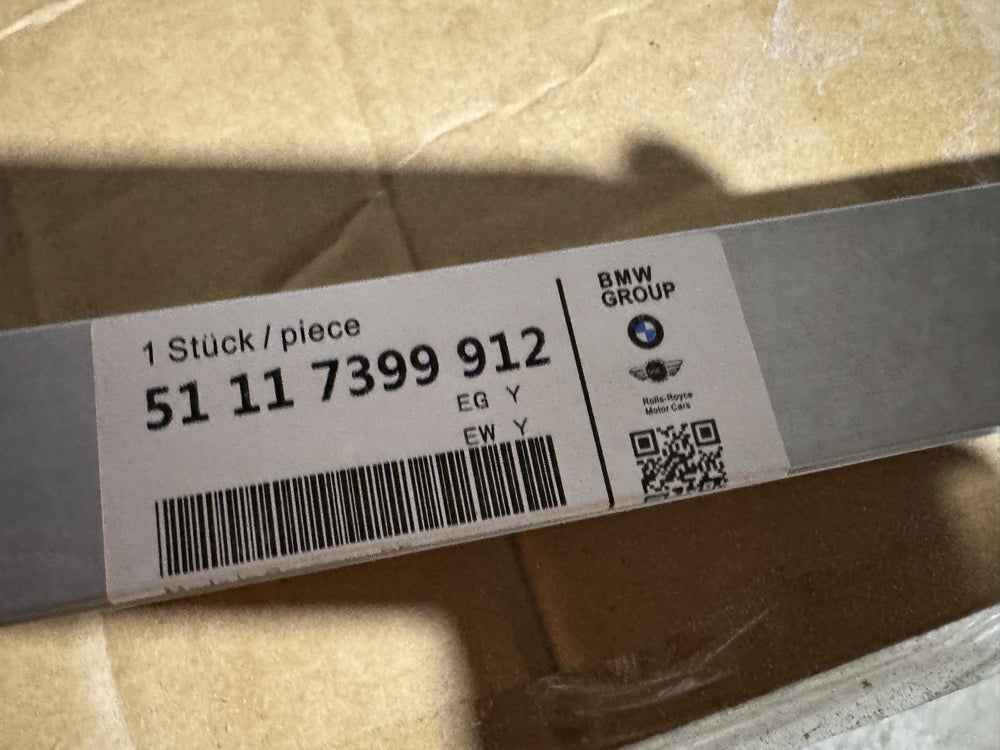 1 Stück / piece
51 11 7399 912
EG Y
EW Y
BMW
GROUP
Rolls-Royce
Motor Cars